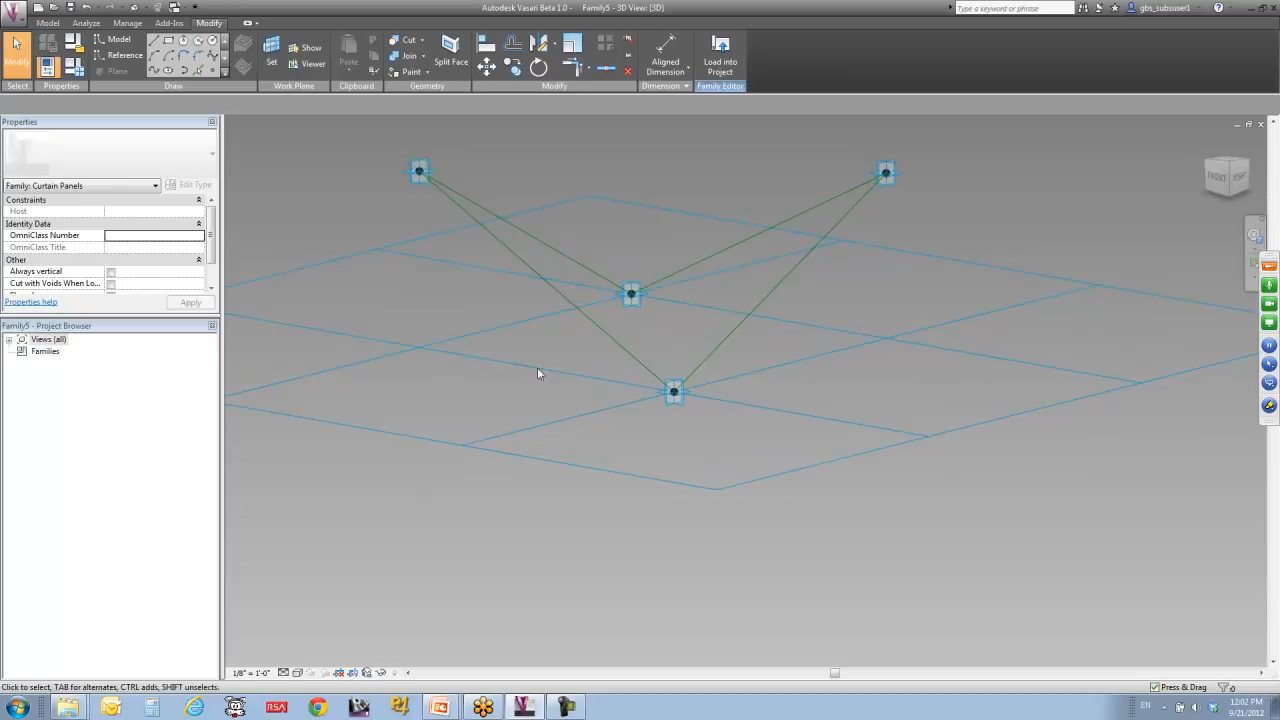 Autodesk Vasari Beta 1.0 -    Family5 - 3D View: {3D}
Type a keyword or phrase
gbs_subsuser1
Model Analyze Manage Add-Ins Modify
Modify
Model
Reference
Plane
Set
Show
Viewer
Paste
Cut
Join
Paint
Split Face
Aligned
Dimension
Load into
Project
Select Properties Draw Work Plane Clipboard Geometry Modify Dimension Family Editor
Properties
Family: Curtain Panels
Edit Type
Constraints
Host
Identity Data
OmniClass Number
OmniClass Title
Other
Always vertical
Cut with Voids When Lo...
Properties help
Apply
Family5 - Project Browser
Views (all)
Families
FRONT
RIGHT
1/8" = 1'-0"
Click to select, TAB for alternates, CTRL adds, SHIFT unselects.
Press & Drag
:0
RSA
EN
12:02 PM
9/21/2012